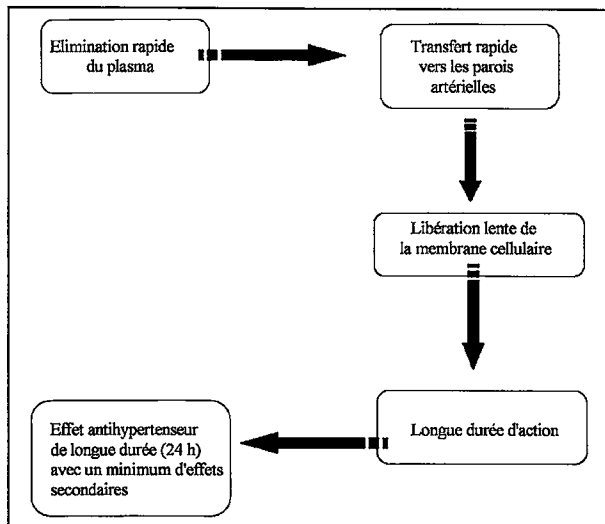 Elimination rapide
du plasma
Transfert rapide
vers les parois
artérielles
Libération lente de
la membrane cellulaire
Longue durée d'action
Effet antihypertenseur
de longue durée (24 h)
avec un minimum d'effets
secondaires